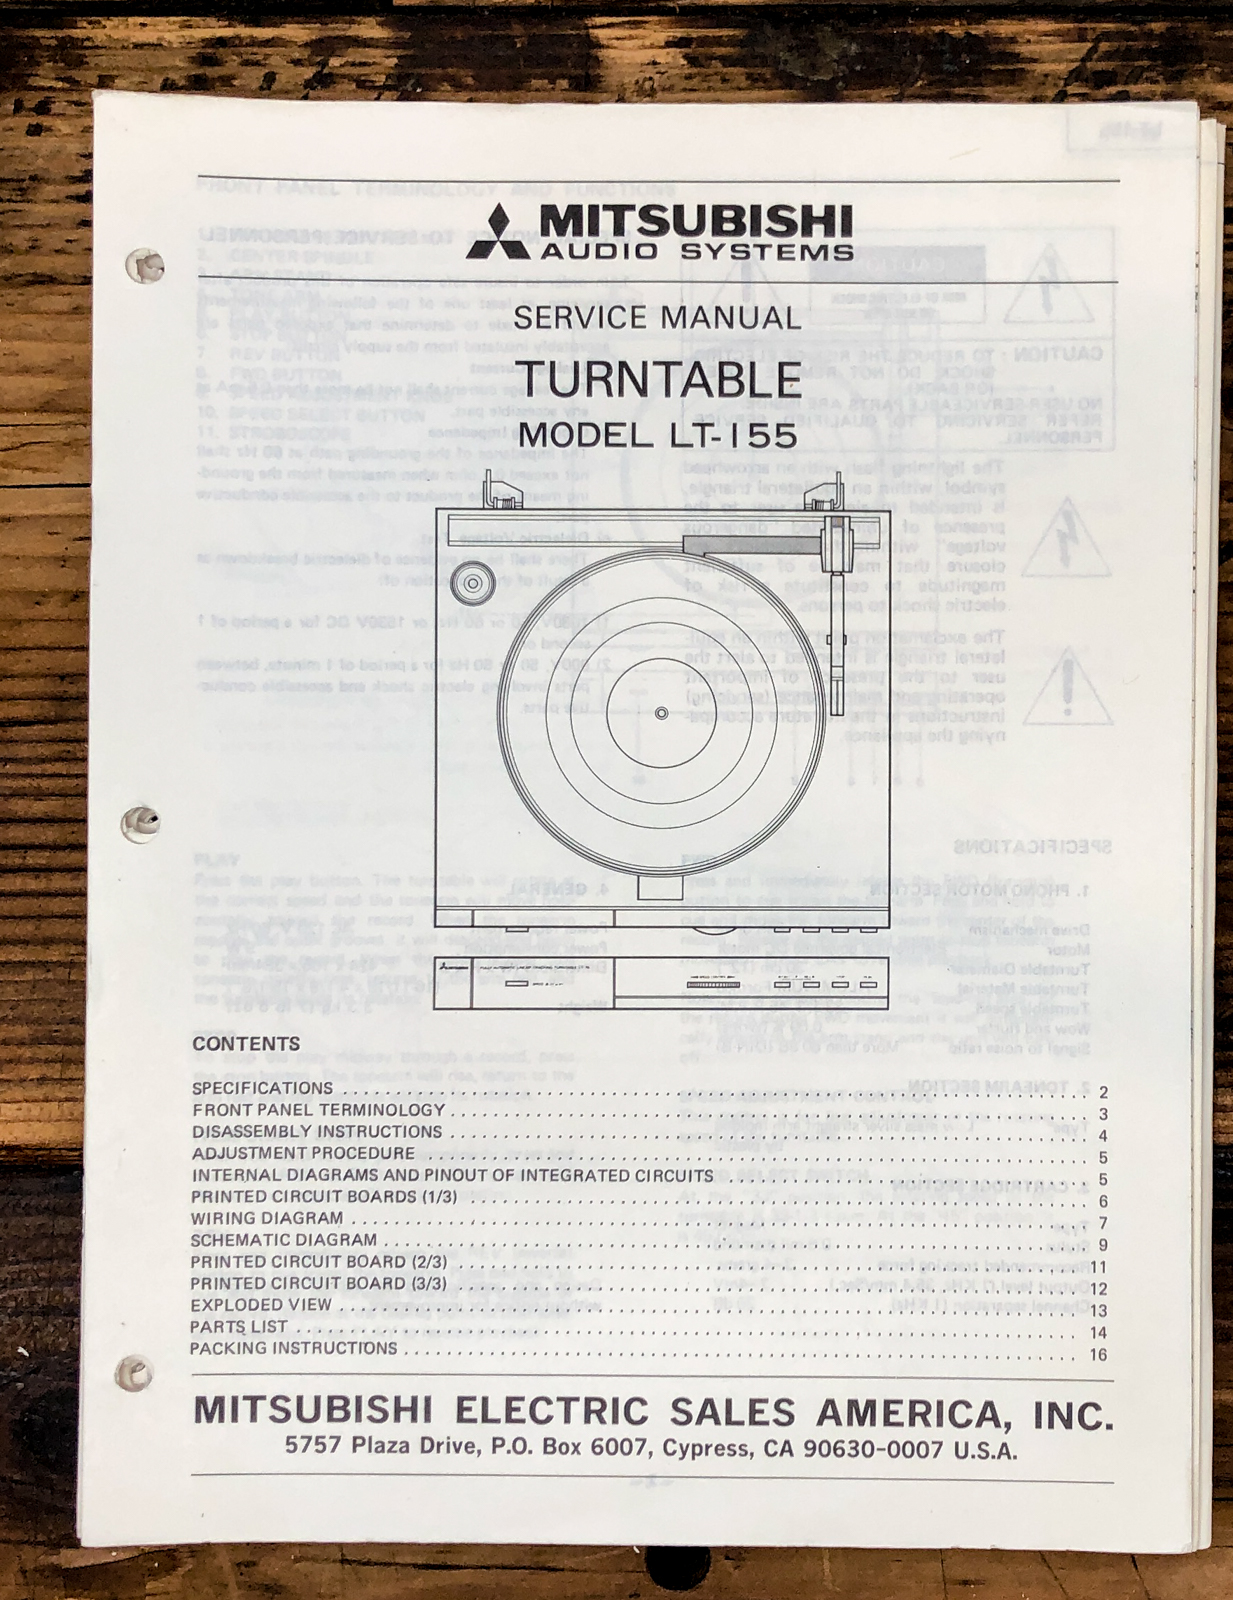 MITSUBISHI
AUDIO SYSTEMS
SERVICE MANUAL
TURNTABLE
MODEL LT-155
CONTENTS
SPECIFICATIONS 2
FRONT PANEL TERMINOLOGY 3
DISASSEMBLY INSTRUCTIONS 4
ADJUSTMENT PROCEDURE 5
INTERNAL DIAGRAMS AND PINOUT OF INTEGRATED CIRCUITS 5
PRINTED CIRCUIT BOARDS (1/3) 6
WIRING DIAGRAM 7
SCHEMATIC DIAGRAM 9
PRINTED CIRCUIT BOARD (2/3) 11
PRINTED CIRCUIT BOARD (3/3) 12
EXPLODED VIEW 13
PARTS LIST 14
PACKING INSTRUCTIONS 16
MITSUBISHI ELECTRIC SALES AMERICA, INC.
5757 Plaza Drive, P.O. Box 6007, Cypress, CA 90630-0007 U.S.A.